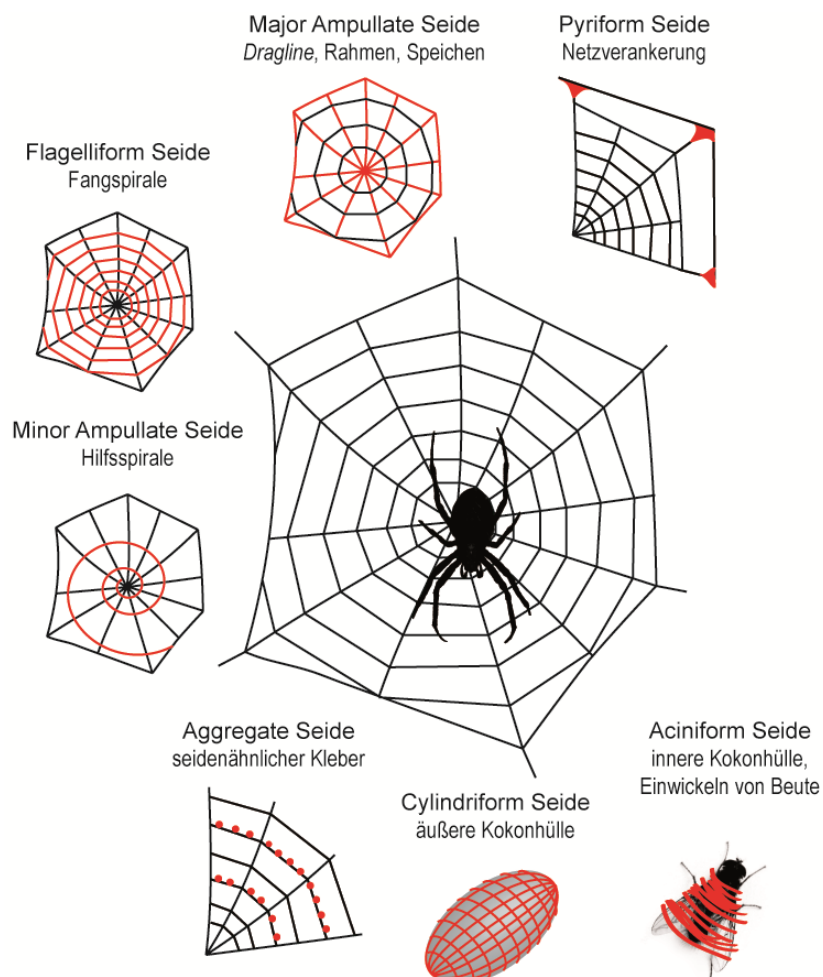 Major Ampullate Seide
Dragline, Rahmen, Speichen
Pyriform Seide
Netzverankerung
Flagelliform Seide
Fangspirale
Minor Ampullate Seide
Hilfsspirale
Aggregate Seide
seidenähnlicher Kleber
Cylindriform Seide
äußere Kokonhülle
Aciniform Seide
innere Kokonhülle,
Einwickeln von Beute